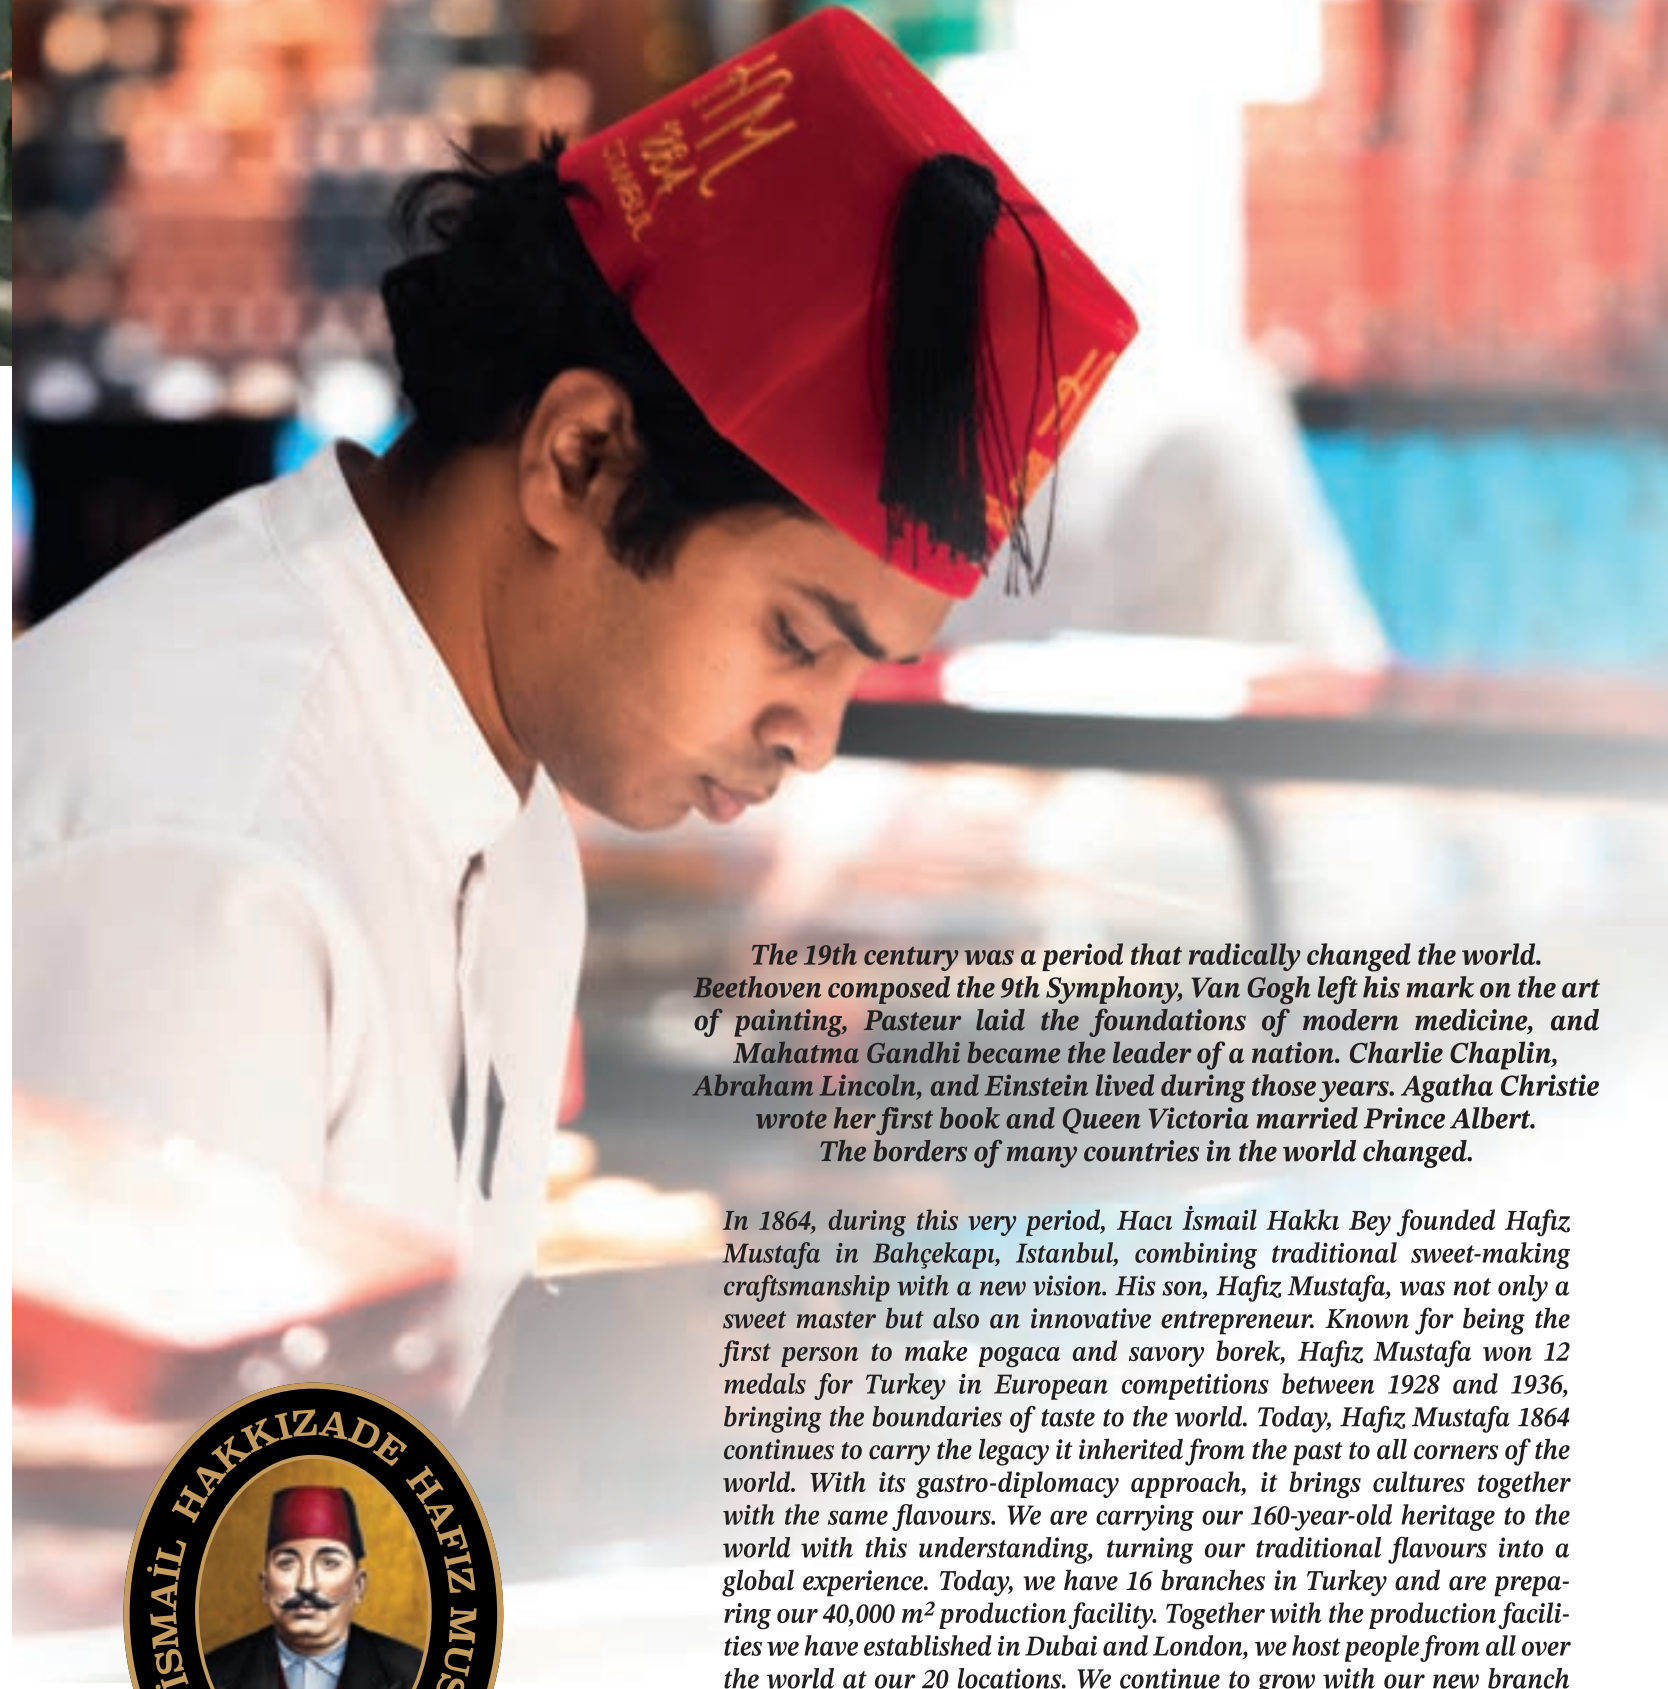 HM
1864
İSTANBUL
The 19th century was a period that radically changed the world.
Beethoven composed the 9th Symphony, Van Gogh left his mark on the art
of painting, Pasteur laid the foundations of modern medicine, and
Mahatma Gandhi became the leader of a nation. Charlie Chaplin,
Abraham Lincoln, and Einstein lived during those years. Agatha Christie
wrote her first book and Queen Victoria married Prince Albert.
The borders of many countries in the world changed.
In 1864, during this very period, Hacı İsmail Hakkı Bey founded Hafız
Mustafa in Bahçekapı, Istanbul, combining traditional sweet-making
craftsmanship with a new vision. His son, Hafız Mustafa, was not only a
sweet master but also an innovative entrepreneur. Known for being the
first person to make pogaca and savory borek, Hafız Mustafa won 12
medals for Turkey in European competitions between 1928 and 1936,
bringing the boundaries of taste to the world. Today, Hafız Mustafa 1864
continues to carry the legacy it inherited from the past to all corners of the
world. With its gastro-diplomacy approach, it brings cultures together
with the same flavours. We are carrying our 160-year-old heritage to the
world with this understanding, turning our traditional flavours into a
global experience. Today, we have 16 branches in Turkey and are prepa-
ring our 40,000 m² production facility. Together with the production facili-
ties we have established in Dubai and London, we host people from all over
the world at our 20 locations. We continue to grow with our new branch
İSMAİL HAKKIZADE HAFIZ MUS